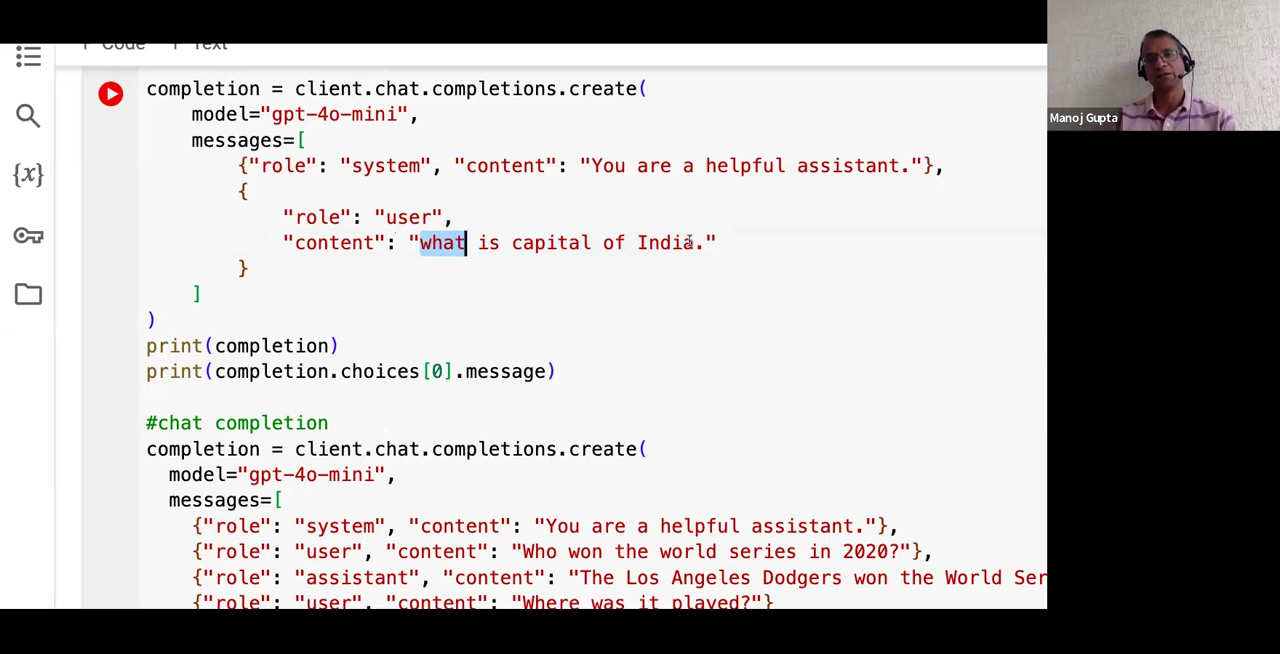 + Code + Text
completion = client.chat.completions.create(
model="gpt-4o-mini",
messages=[
{"role": "system", "content": "You are a helpful assistant."},
{
"role": "user",
"content": "what is capital of India."
}
]
)
print(completion)
print(completion.choices[0].message)
#chat completion
completion = client.chat.completions.create(
model="gpt-4o-mini",
messages=[
{"role": "system", "content": "You are a helpful assistant."},
{"role": "user", "content": "Who won the world series in 2020?"},
{"role": "assistant", "content": "The Los Angeles Dodgers won the World Ser
{"role": "user", "content": "Where was it played?"}
{x}
Manoj Gupta